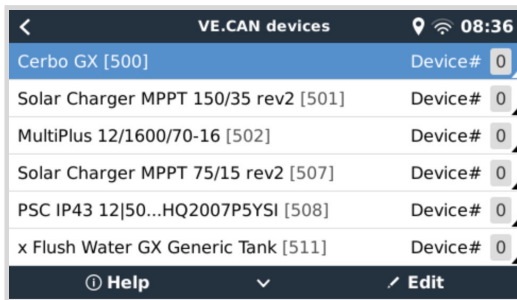 VE.CAN devices 08:36
Cerbo GX [500] Device# 0
Solar Charger MPPT 150/35 rev2 [501] Device# 0
MultiPlus 12/1600/70-16 [502] Device# 0
Solar Charger MPPT 75/15 rev2 [507] Device# 0
PSC IP43 12|50...HQ2007P5YSI [508] Device# 0
x Flush Water GX Generic Tank [511] Device# 0
Help Edit